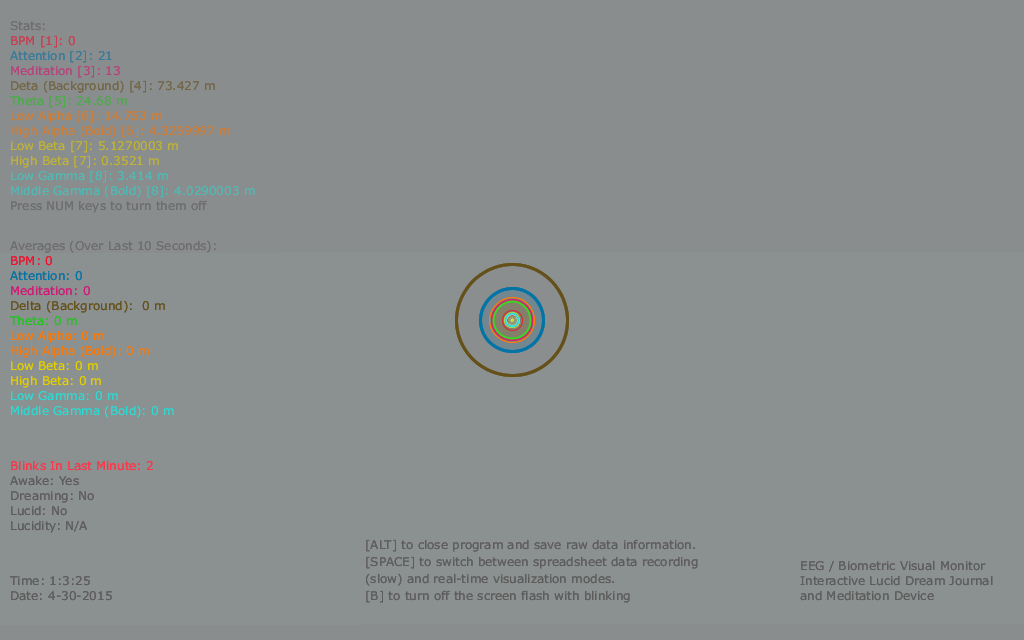 Stats:
BPM [1]: 0
Attention [2]: 21
Meditation [3]: 13
Deta (Background) [4]: 73.427 m
Theta [5]: 24.68 m
Low Alpha [6]: m
High Alpha (Bold) [6]: m
Low Beta [7]: 5.1270003 m
High Beta [7]: 0.3521 m
Low Gamma [8]: 3.414 m
Middle Gamma (Bold) [8]: 4.0290003 m
Press NUM keys to turn them off
Averages (Over Last 10 Seconds):
BPM: 0
Attention: 0
Meditation: 0
Delta (Background): 0 m
Theta: 0 m
Low Alpha: 0 m
High Alpha (Bold): 0 m
Low Beta: 0 m
High Beta: 0 m
Low Gamma: 0 m
Middle Gamma (Bold): 0 m
Blinks In Last Minute: 2
Awake: Yes
Dreaming: No
Lucid: No
Lucidity: N/A
Time: 1:3:25
Date: 4-30-2015
[ALT] to close program and save raw data information.
[SPACE] to switch between spreadsheet data recording
(slow) and real-time visualization modes.
[B] to turn off the screen flash with blinking
EEG / Biometric Visual Monitor
Interactive Lucid Dream Journal
and Meditation Device